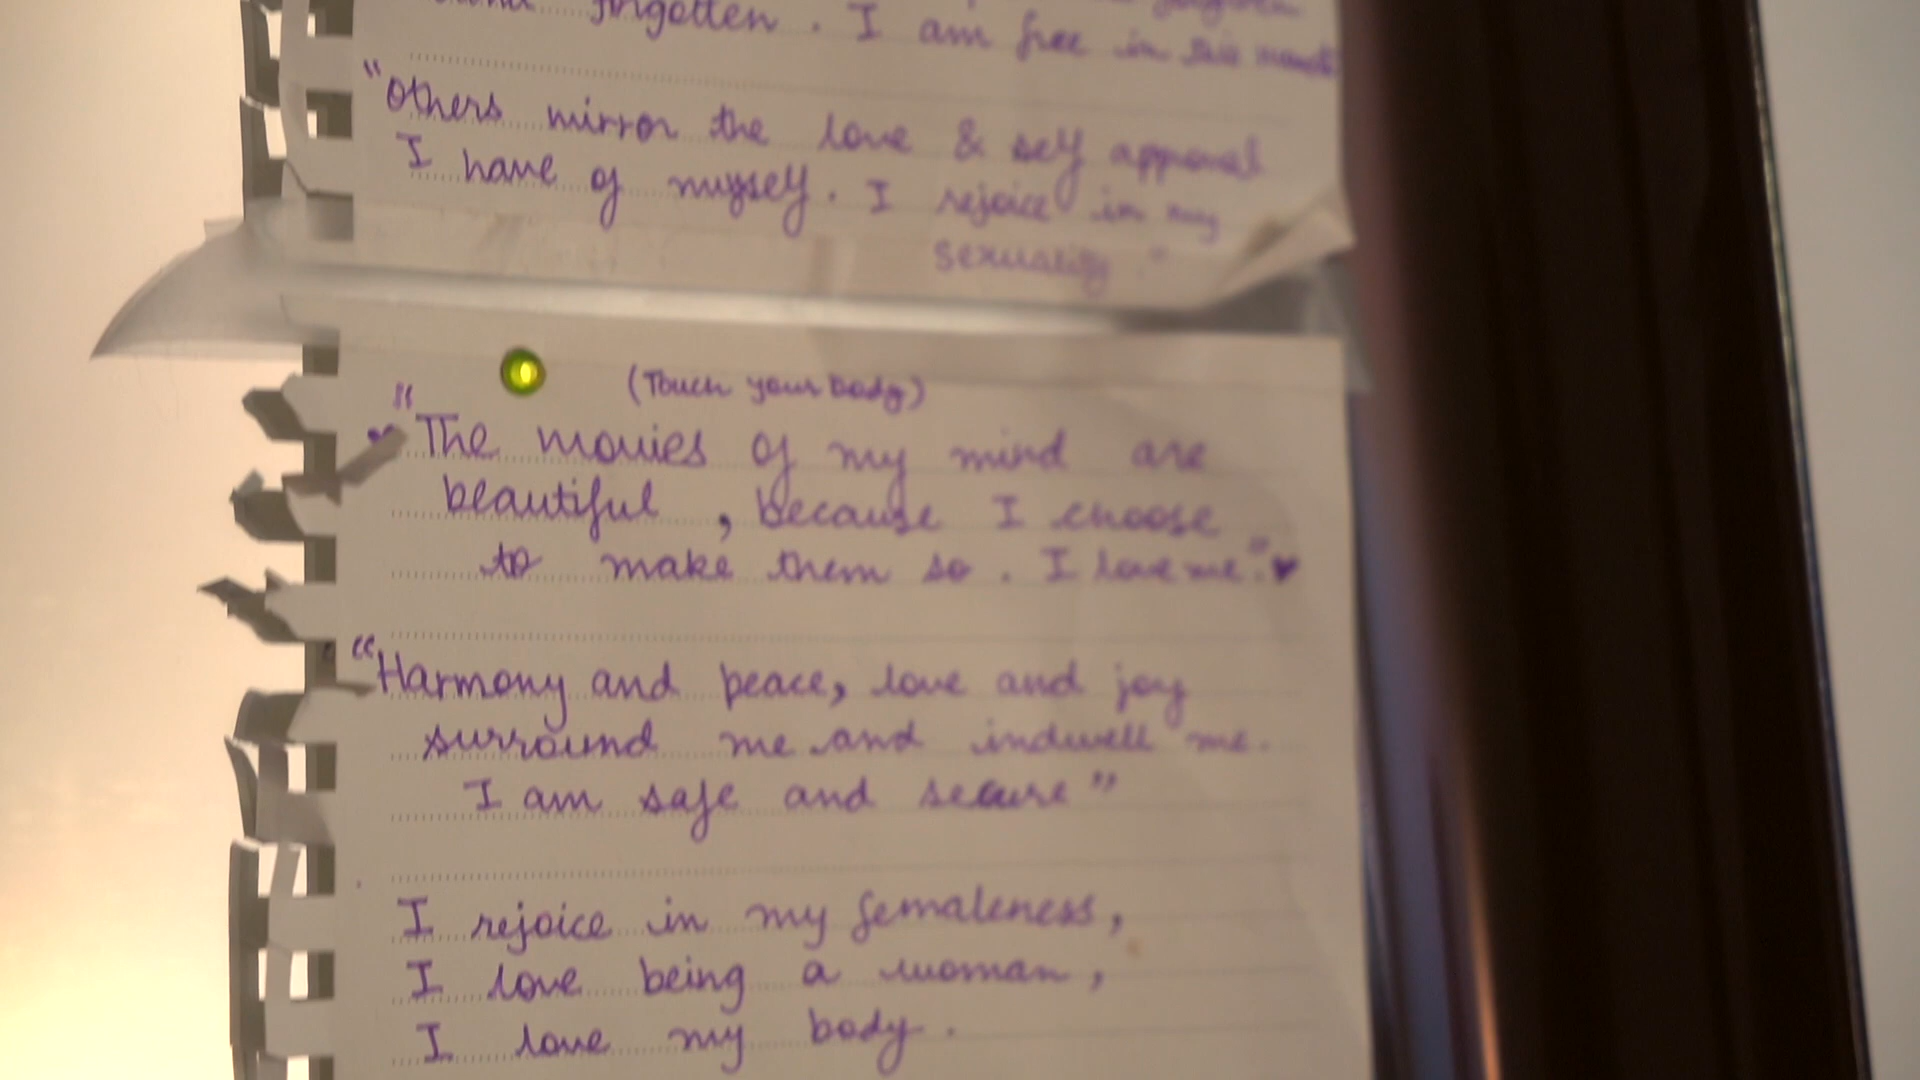 forgotten. I am free in this
"Others mirror the love & self approval
I have of myself. I rejoice in my
sexuality."
(Touch your body)
"The movies of my mind are
beautiful, because I choose
to make them so. I love me."♥
"Harmony and peace, love and joy
surround me and indwell me.
I am safe and secure"
I rejoice in my femaleness,
I love being a woman,
I love my body.